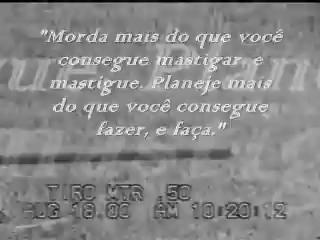 "Morda mais do que você
consegue mastigar, e
mastigue. Planeje mais
do que você consegue
fazer, e faça."
TIRO MTR .50
AUG 18.00 AM 10:20:12